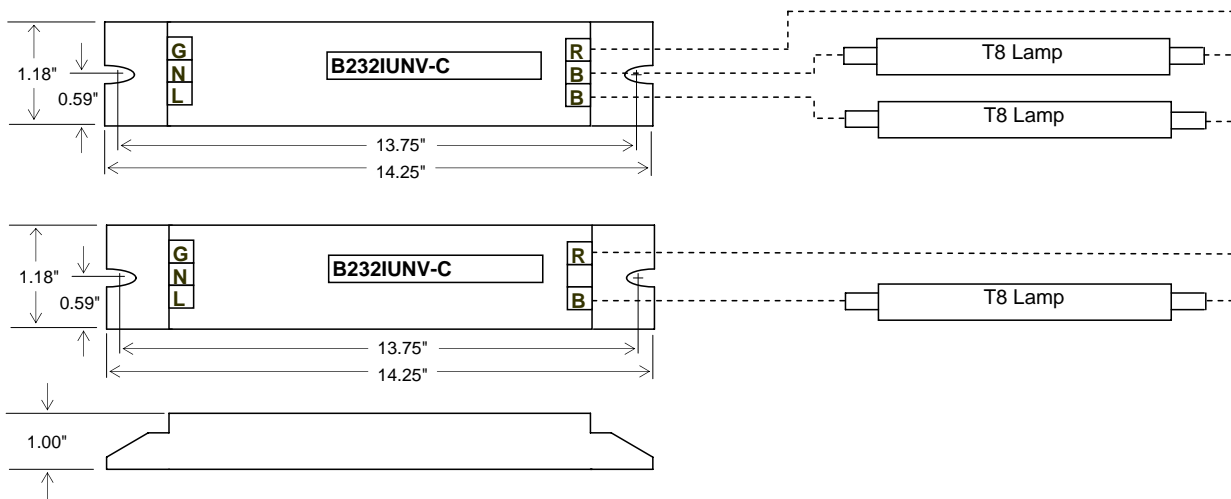 G
R
T8 Lamp
1.18"
N
B232IUNV-C
B
0.59"
L
B
T8 Lamp
13.75"
14.25"
G
R
1.18"
N
B232IUNV-C
0.59"
L
B
T8 Lamp
13.75"
14.25"
1.00"